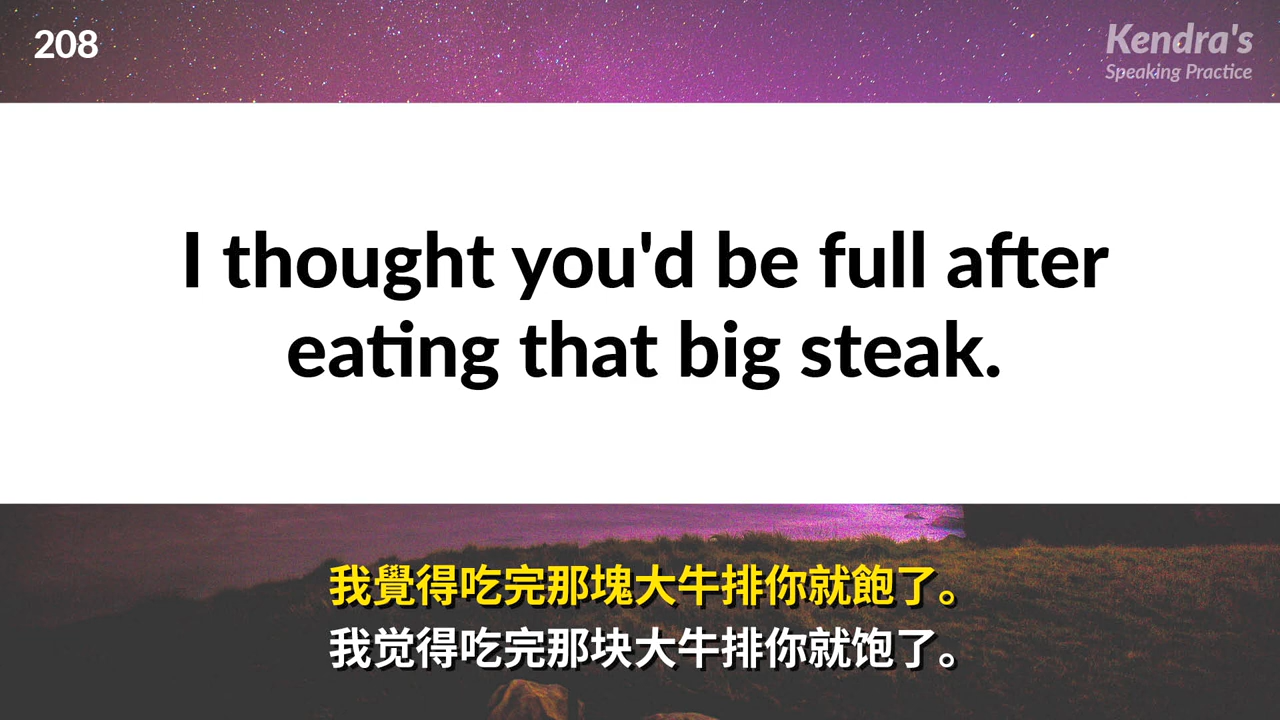 208
Kendra's
Speaking Practice
I thought you'd be full after
eating that big steak.
我覺得吃完那塊大牛排你就飽了。
我觉得吃完那块大牛排你就饱了。